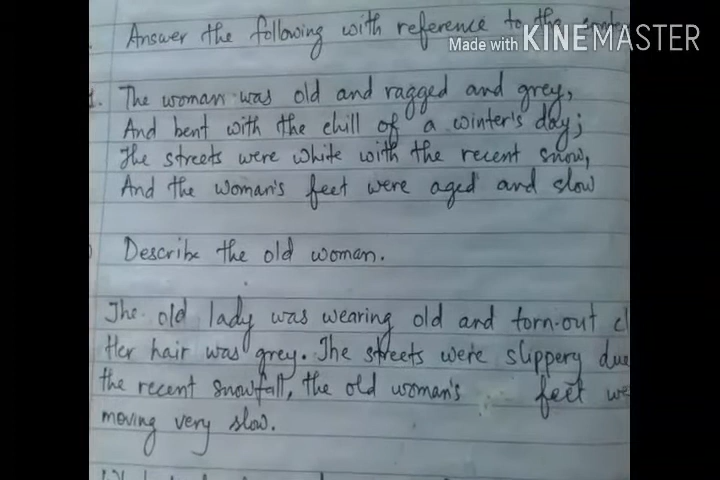 Answer the following with reference to the
Made with KINEMASTER
1. The woman was old and ragged and grey,
And bent with the chill of a winter's day;
The streets were white with the recent snow,
And the woman's feet were aged and slow
Describe the old woman.
The old lady was wearing old and torn-out
Her hair was grey. The streets were slippery due
the recent snowfall, the old woman's feet we
moving very slow.